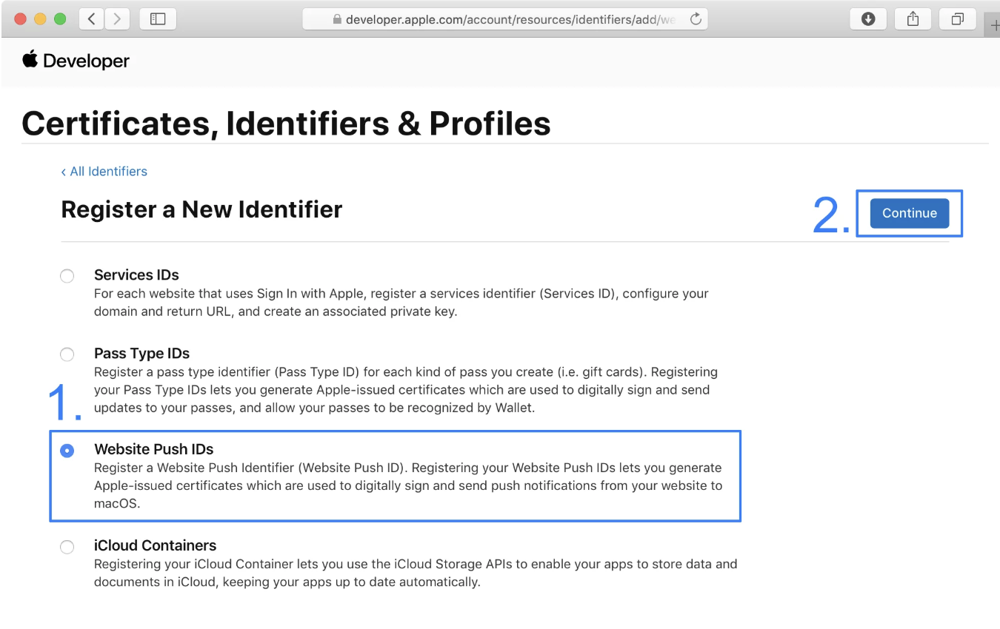 developer.apple.com/account/resources/identifiers/add/we
Developer
Certificates, Identifiers & Profiles
‹ All Identifiers
Register a New Identifier
2.
Continue
Services IDs
For each website that uses Sign In with Apple, register a services identifier (Services ID), configure your
domain and return URL, and create an associated private key.
Pass Type IDs
Register a pass type identifier (Pass Type ID) for each kind of pass you create (i.e. gift cards). Registering
your Pass Type IDs lets you generate Apple-issued certificates which are used to digitally sign and send
updates to your passes, and allow your passes to be recognized by Wallet.
1.
Website Push IDs
Register a Website Push Identifier (Website Push ID). Registering your Website Push IDs lets you generate
Apple-issued certificates which are used to digitally sign and send push notifications from your website to
macOS.
iCloud Containers
Registering your iCloud Container lets you use the iCloud Storage APIs to enable your apps to store data and
documents in iCloud, keeping your apps up to date automatically.